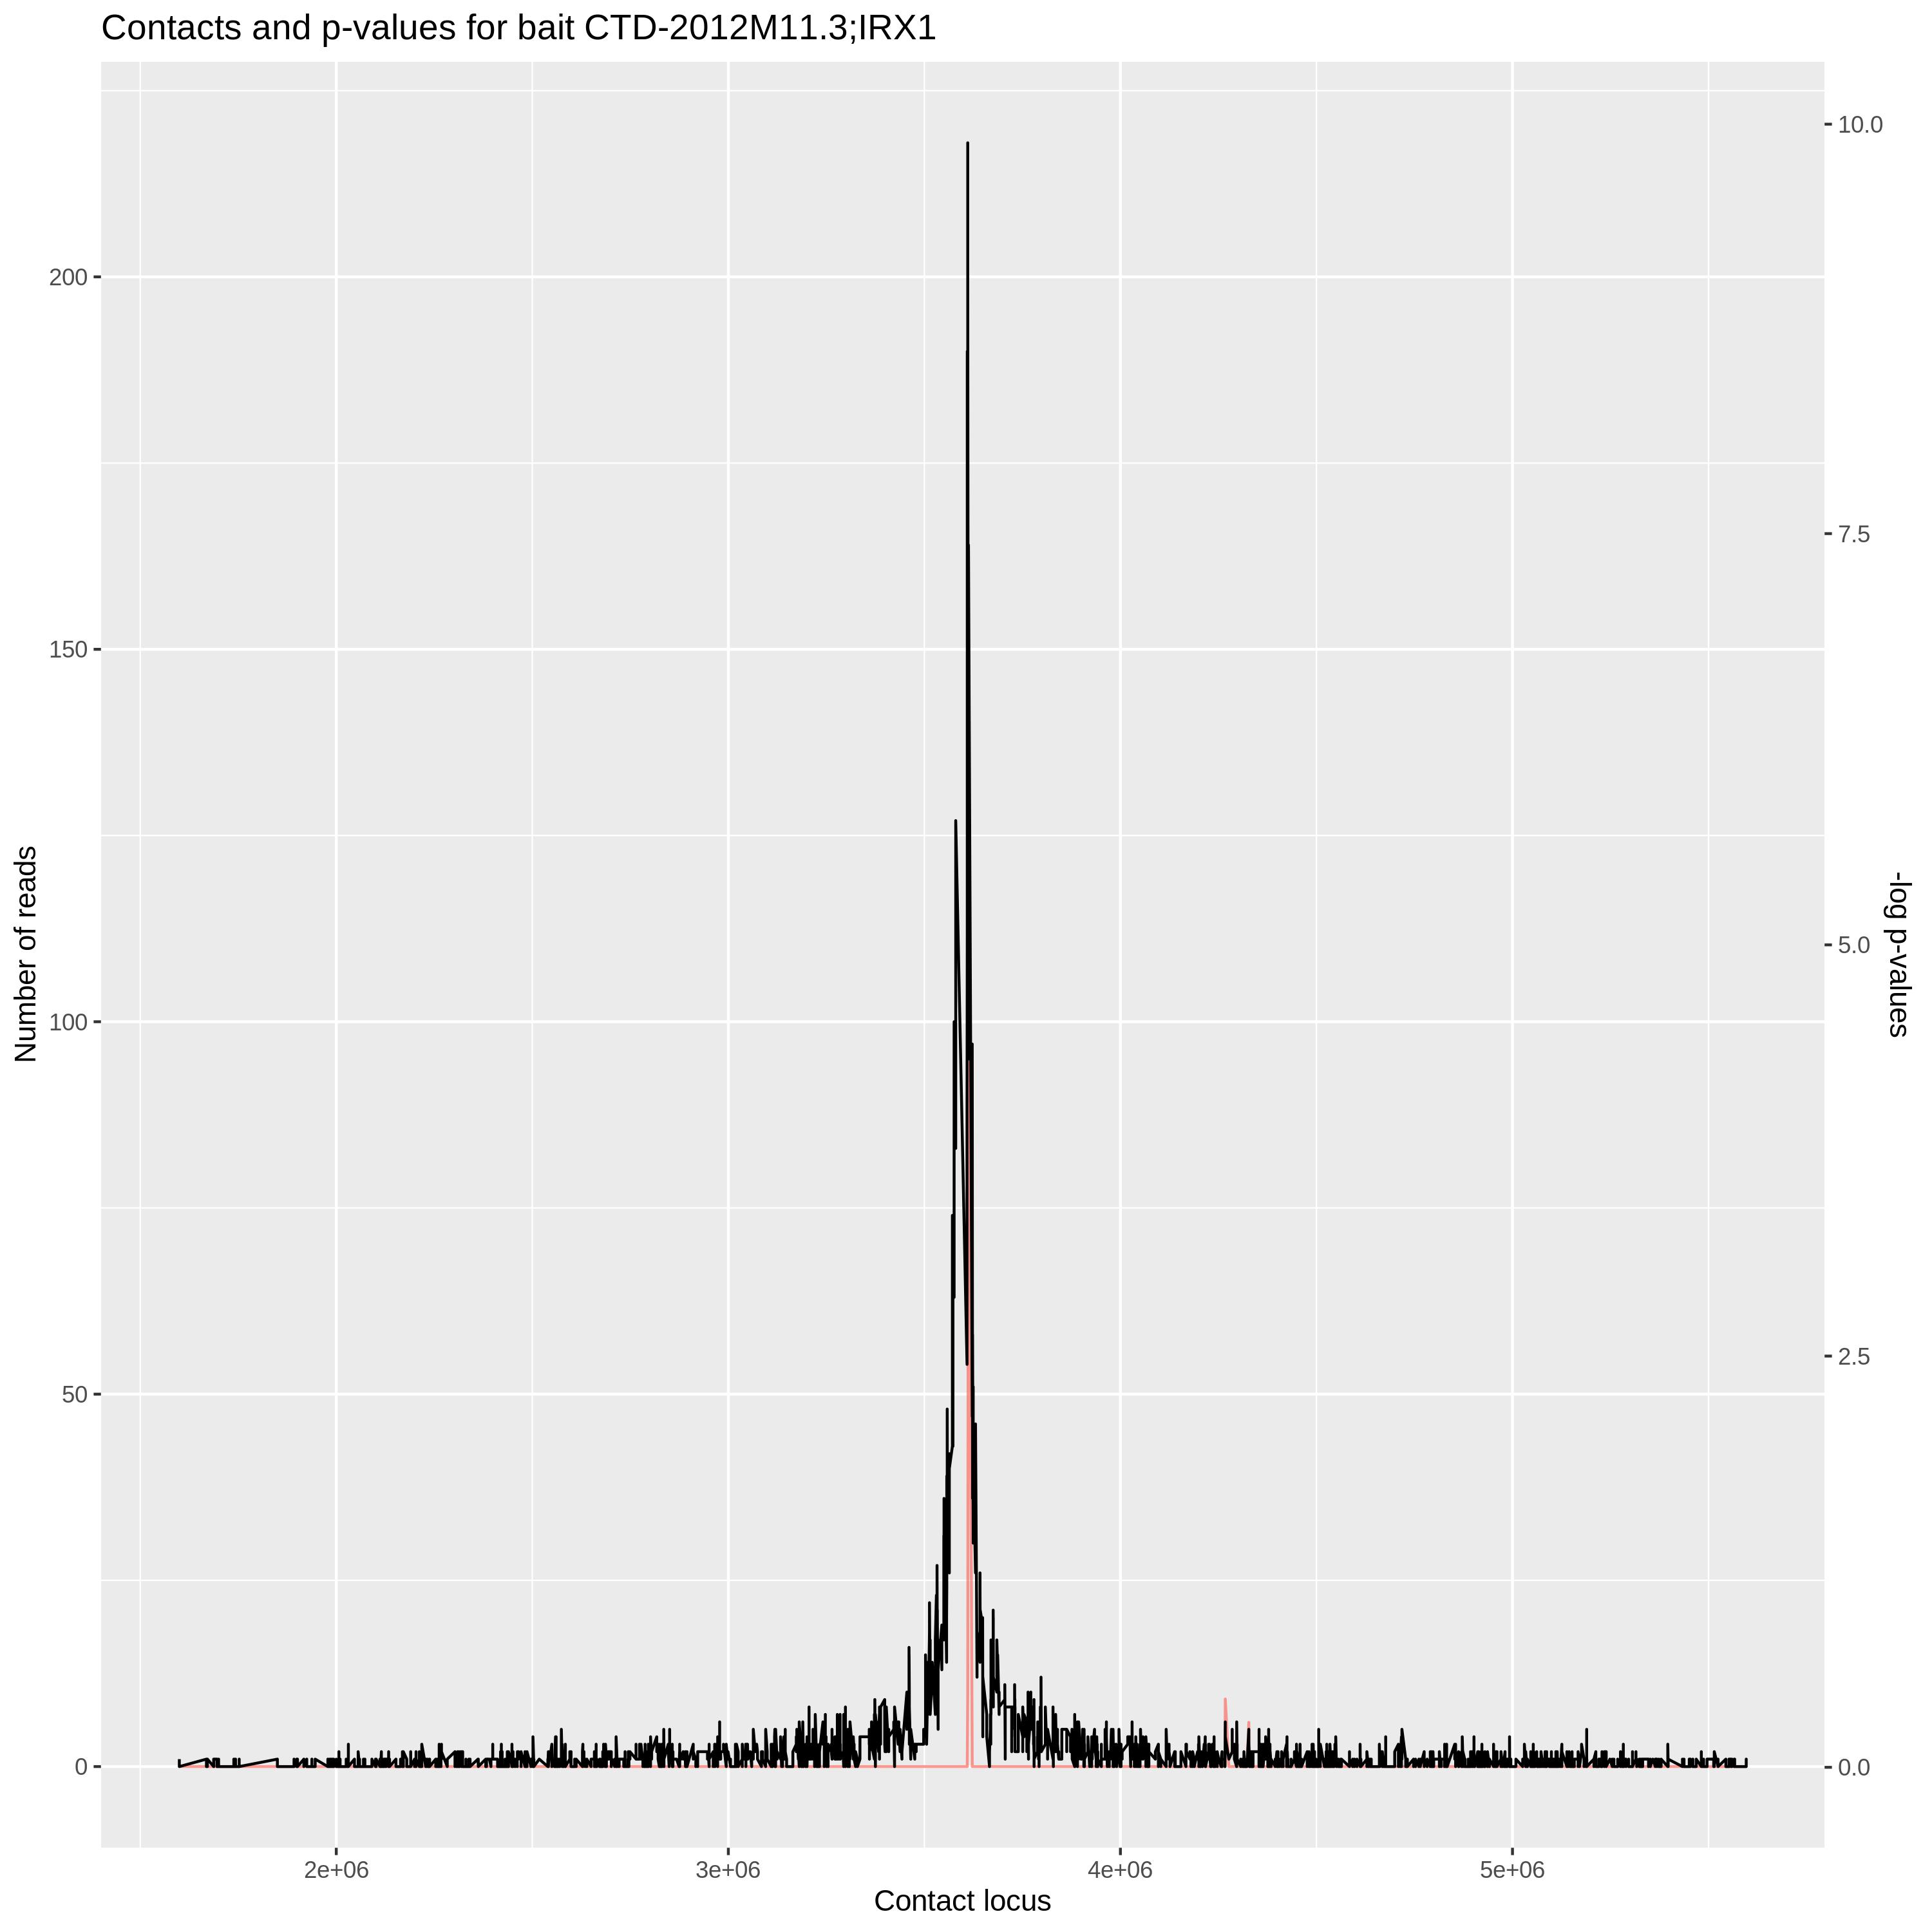 Contacts and p-values for bait CTD-2012M11.3;IRX1
Number of reads
200
150
100
50
0
10.0
7.5
5.0
2.5
0.0
-log p-values
2e+06
3e+06
4e+06
5e+06
Contact locus